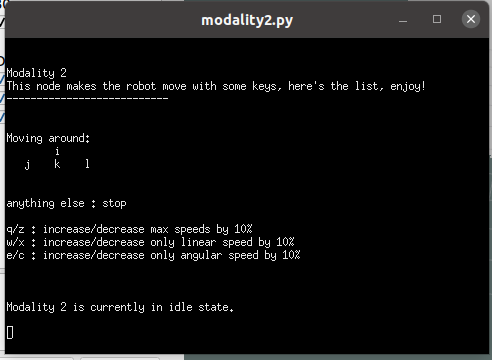 modality2.py
Modality 2
This node makes the robot move with some keys, here's the list, enjoy!
---------------------------
Moving around:
i
j    k    l
anything else : stop
q/z : increase/decrease max speeds by 10%
w/x : increase/decrease only linear speed by 10%
e/c : increase/decrease only angular speed by 10%
Modality 2 is currently in idle state.